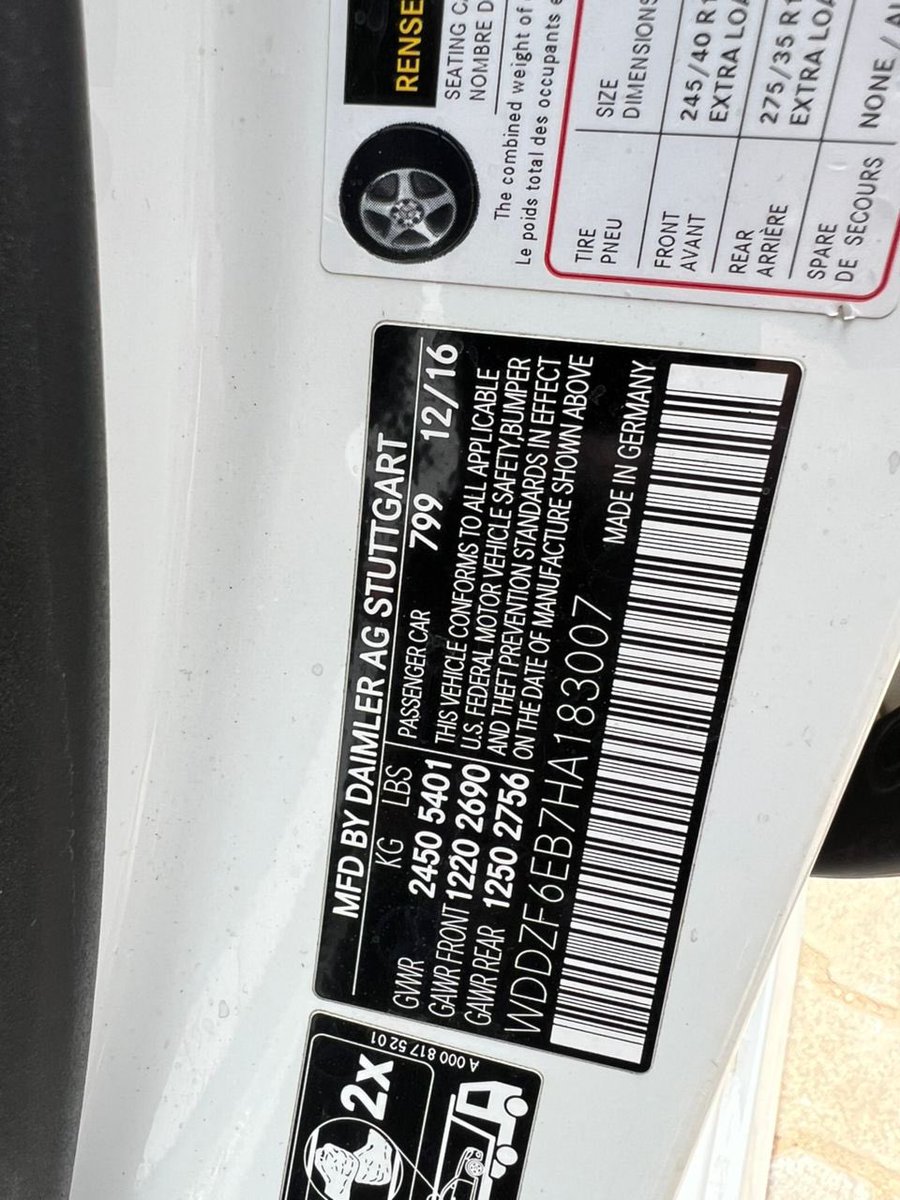 MFD BY DAIMLER AG STUTTGART
KG LBS PASSENGER CAR 799 12/16
GVWR 2450 5401
GAWR FRONT 1220 2690
GAWR REAR 1250 2756
THIS VEHICLE CONFORMS TO ALL APPLICABLE
U.S. FEDERAL MOTOR VEHICLE SAFETY,BUMPER
AND THEFT PREVENTION STANDARDS IN EFFECT
ON THE DATE OF MANUFACTURE SHOWN ABOVE
WDDZF6EB7HA183007
MADE IN GERMANY
SEATING
NOMBRE
The combined weight of
Le poids total des occupants
TIRE SIZE
PNEU DIMENSIONS
FRONT 245/40
AVANT EXTRA
REAR 275/35
ARRIÈRE EXTRA
SPARE NONE /
DE SECOURS
2x
A 000 817 52 01